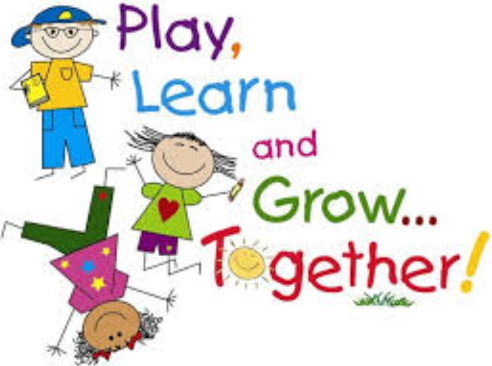 Play,
Learn
and
Grow...
Together!